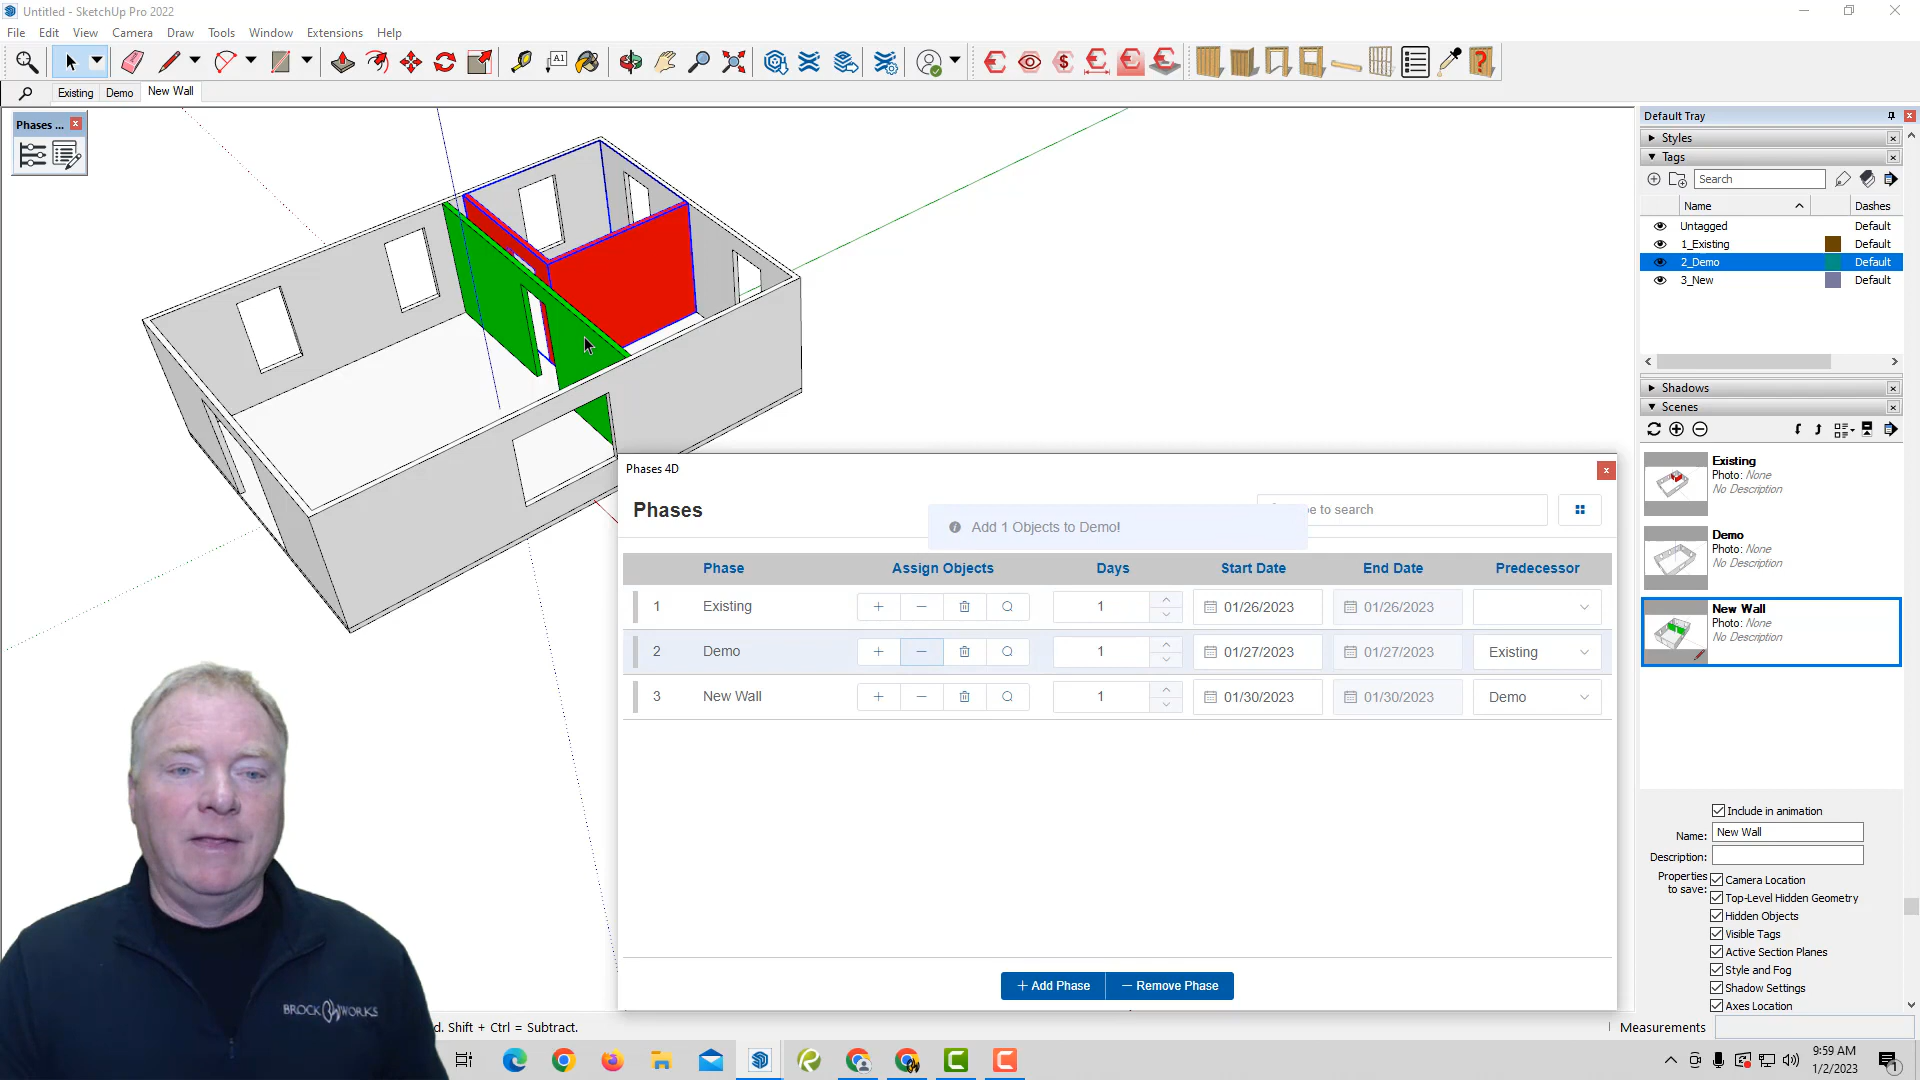 Untitled - SketchUp Pro 2022
File Edit View Camera Draw Tools Window Extensions Help
A1
Existing Demo New Wall
Phases ...
Default Tray
Styles
Tags
Search
Name Dashes
Untagged Default
1_Existing Default
2_Demo Default
3_New Default
Shadows
Scenes
Existing
Photo: None
No Description
Demo
Photo: None
No Description
New Wall
Photo: None
No Description
Include in animation
Name: New Wall
Description:
Properties to save:
Camera Location
Top-Level Hidden Geometry
Hidden Objects
Visible Tags
Active Section Planes
Style and Fog
Shadow Settings
Axes Location
Phases 4D
Phases
Add 1 Objects to Demo!
to search
Phase Assign Objects Days Start Date End Date Predecessor
1 Existing 1 01/26/2023 01/26/2023
2 Demo 1 01/27/2023 01/27/2023 Existing
3 New Wall 1 01/30/2023 01/30/2023 Demo
+ Add Phase — Remove Phase
BROCK WORKS
d. Shift + Ctrl = Subtract.
Measurements
9:59 AM
1/2/2023
1